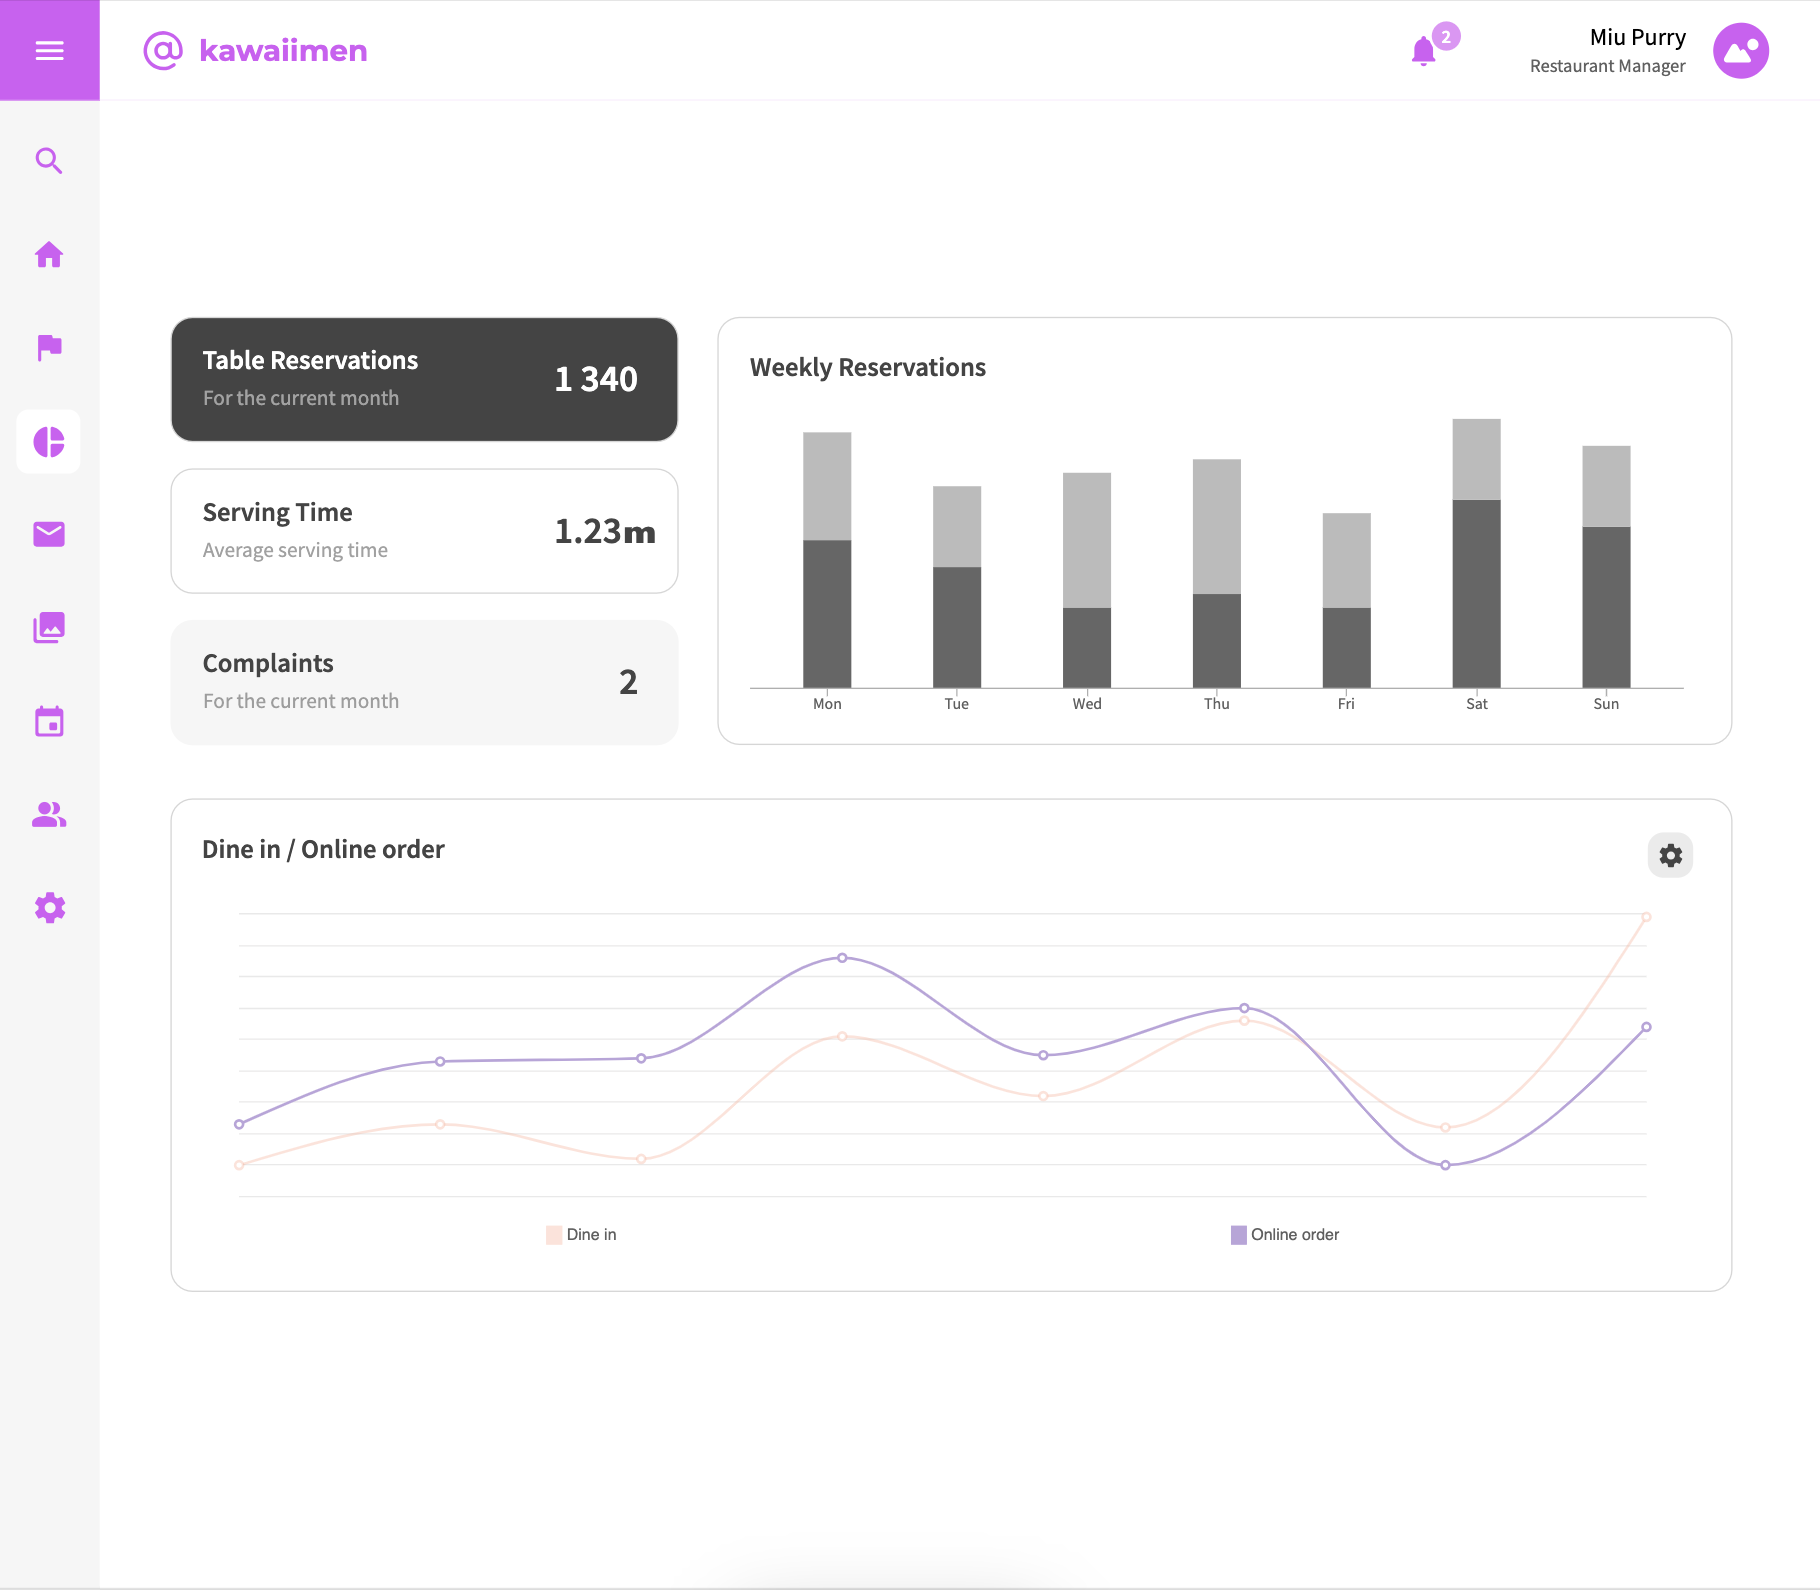 @ kawaiimen
2
Miu Purry
Restaurant Manager
Table Reservations
For the current month
1 340
Serving Time
Average serving time
1.23m
Complaints
For the current month
2
Weekly Reservations
Mon Tue Wed Thu Fri Sat Sun
Dine in / Online order
Dine in Online order